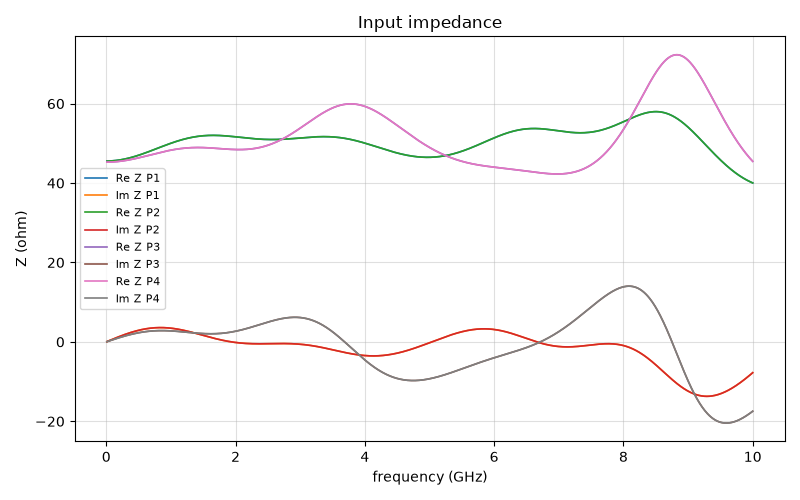 Input impedance
Z (ohm)
60
40
20
0
−20
Re Z P1
Im Z P1
Re Z P2
Im Z P2
Re Z P3
Im Z P3
Re Z P4
Im Z P4
0 2 4 6 8 10
frequency (GHz)